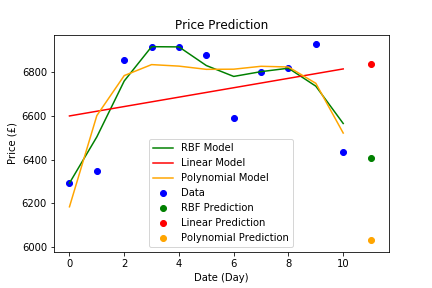 Price Prediction
Price (£)
6800
6600
6400
6200
6000
RBF Model
Linear Model
Polynomial Model
Data
RBF Prediction
Linear Prediction
Polynomial Prediction
0 2 4 6 8 10
Date (Day)